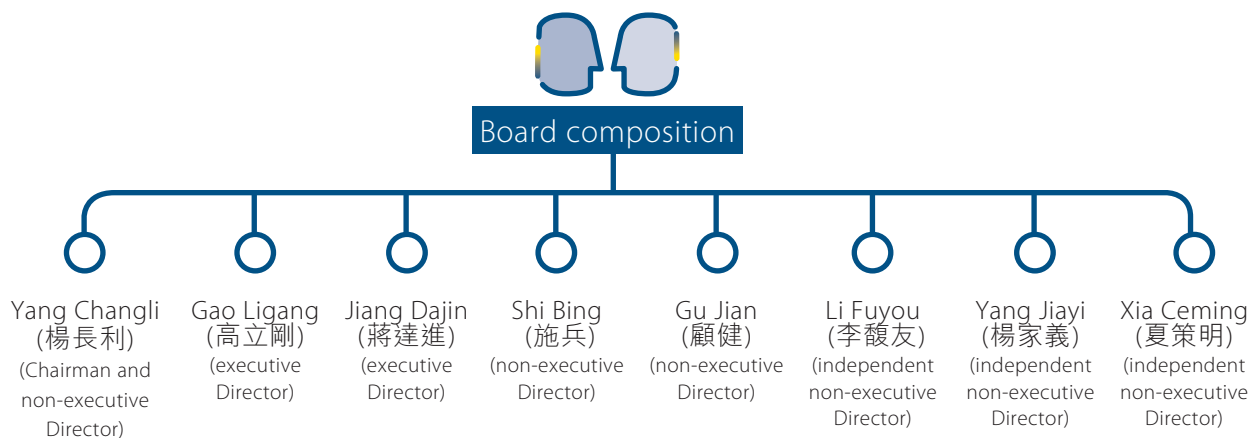 Board composition
Yang Changli
(楊長利)
(Chairman and
non-executive
Director)
Gao Ligang
(高立剛)
(executive
Director)
Jiang Dajin
(蔣達進)
(executive
Director)
Shi Bing
(施兵)
(non-executive
Director)
Gu Jian
(顧健)
(non-executive
Director)
Li Fuyou
(李馥友)
(independent
non-executive
Director)
Yang Jiayi
(楊家義)
(independent
non-executive
Director)
Xia Ceming
(夏策明)
(independent
non-executive
Director)